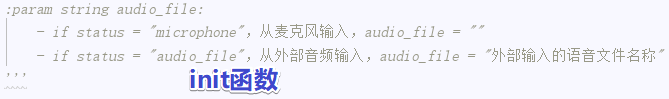 :param string audio_file:
- if status = "microphone"，从麦克风输入，audio_file = ""
- if status = "audio_file"，从外部音频输入，audio_file = "外部输入的语音文件名称"
'''
init函数